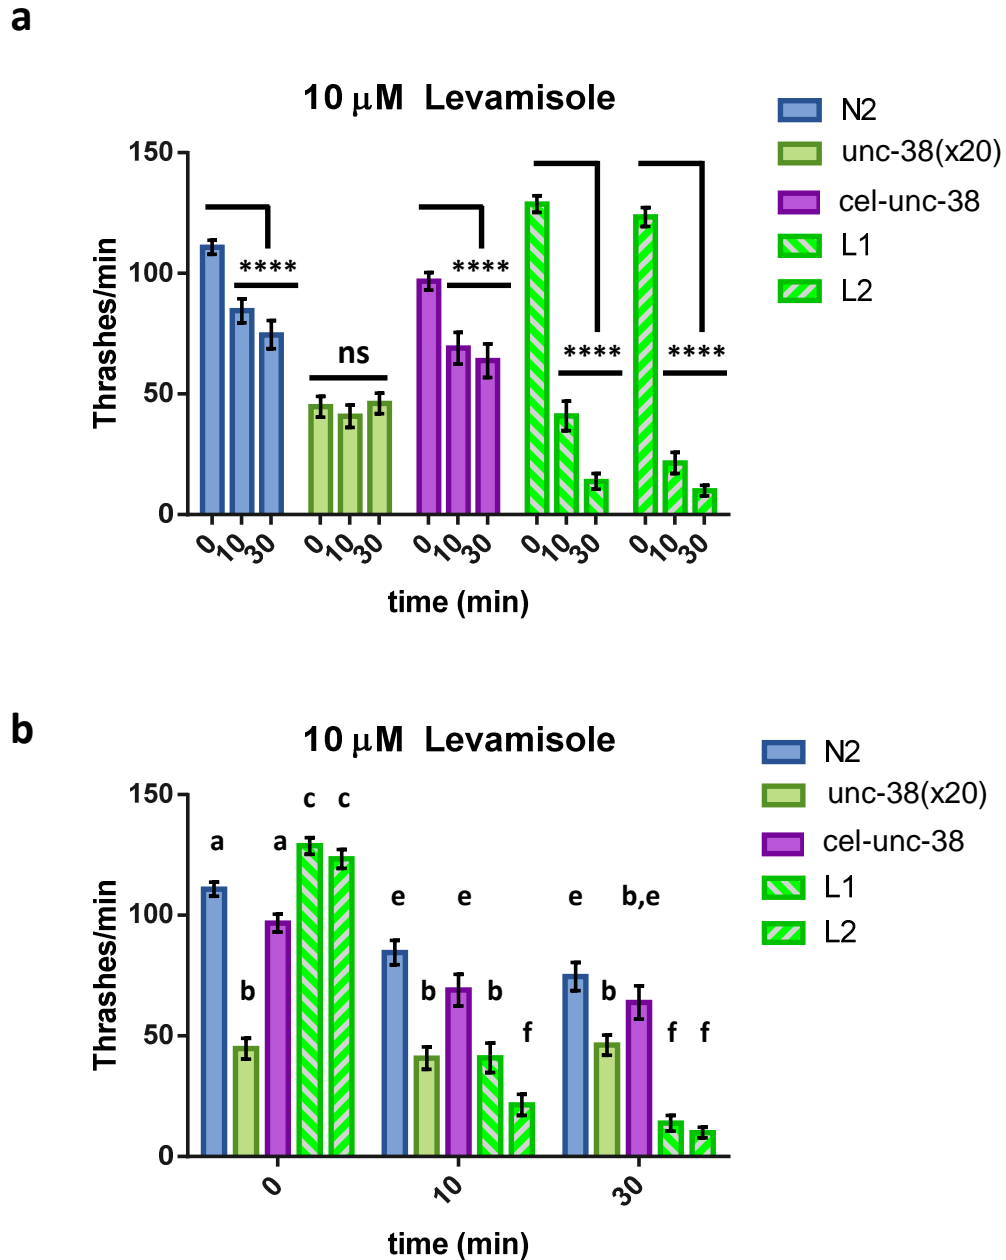 a
10 μM Levamisole
N2
unc-38(x20)
cel-unc-38
L1
L2
Thrashes/min
150
100
50
0
****
ns
****
****
****
0 10 30 0 10 30 0 10 30 0 10 30 0 10 30
time (min)
b
10 μM Levamisole
N2
unc-38(x20)
cel-unc-38
L1
L2
Thrashes/min
150
100
50
0
a b a c c
e b e b f
e b b,e f f
0 10 30
time (min)